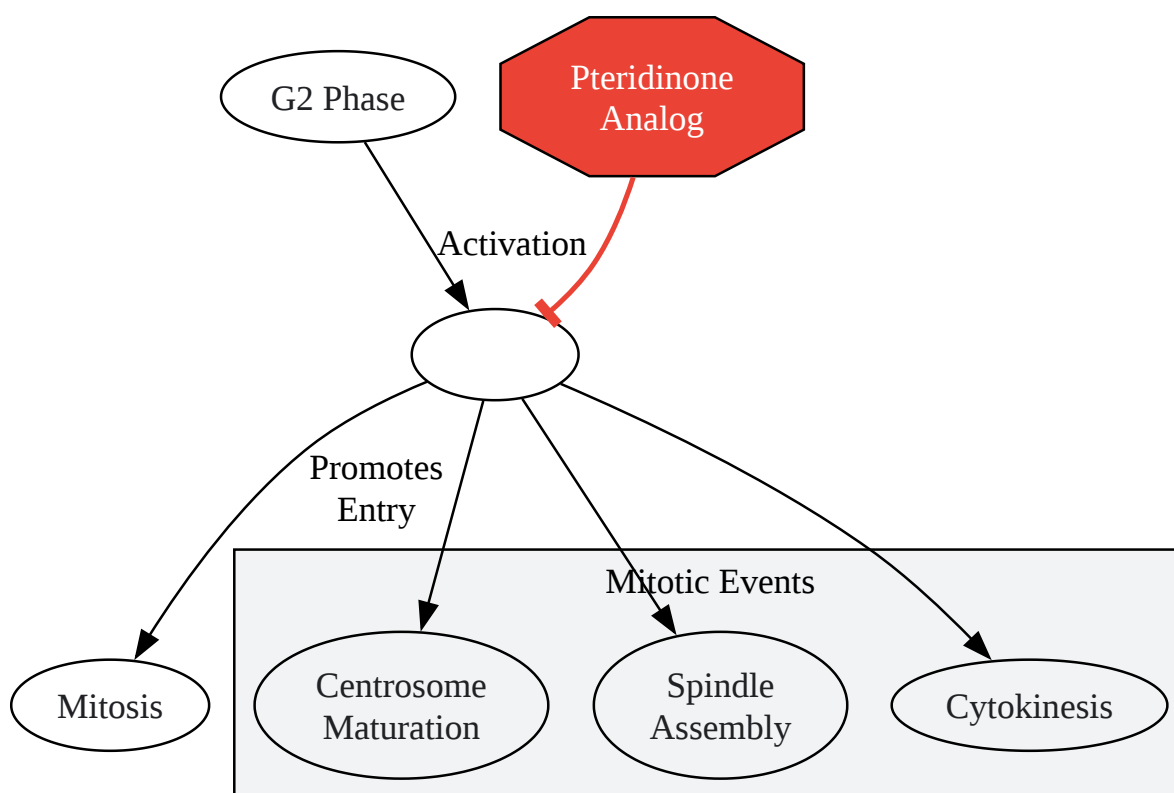 G2 Phase
Pteridinone
Analog
Activation
Promotes
Entry
Mitotic Events
Mitosis
Centrosome
Maturation
Spindle
Assembly
Cytokinesis